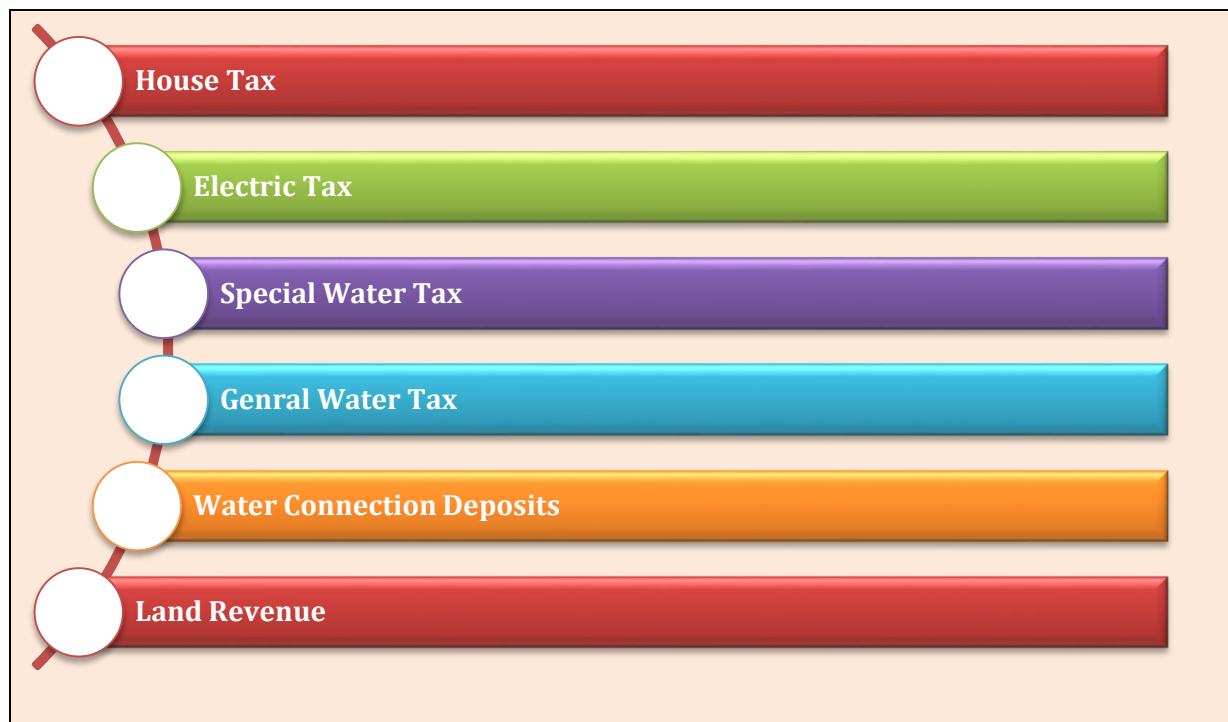 House Tax
Electric Tax
Special Water Tax
Genral Water Tax
Water Connection Deposits
Land Revenue